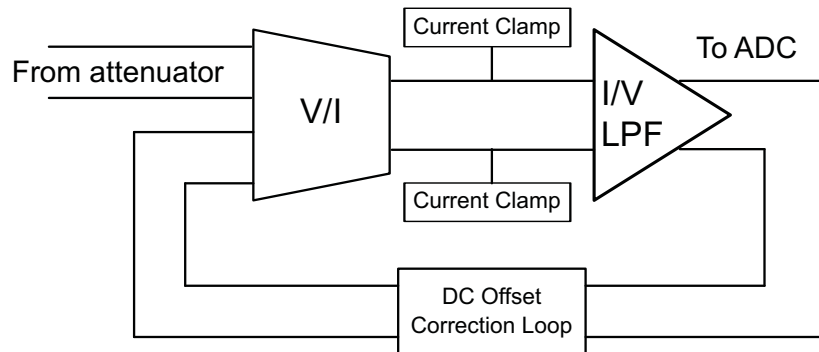 Current Clamp
To ADC
From attenuator
V/I
I/V
LPF
Current Clamp
DC Offset
Correction Loop